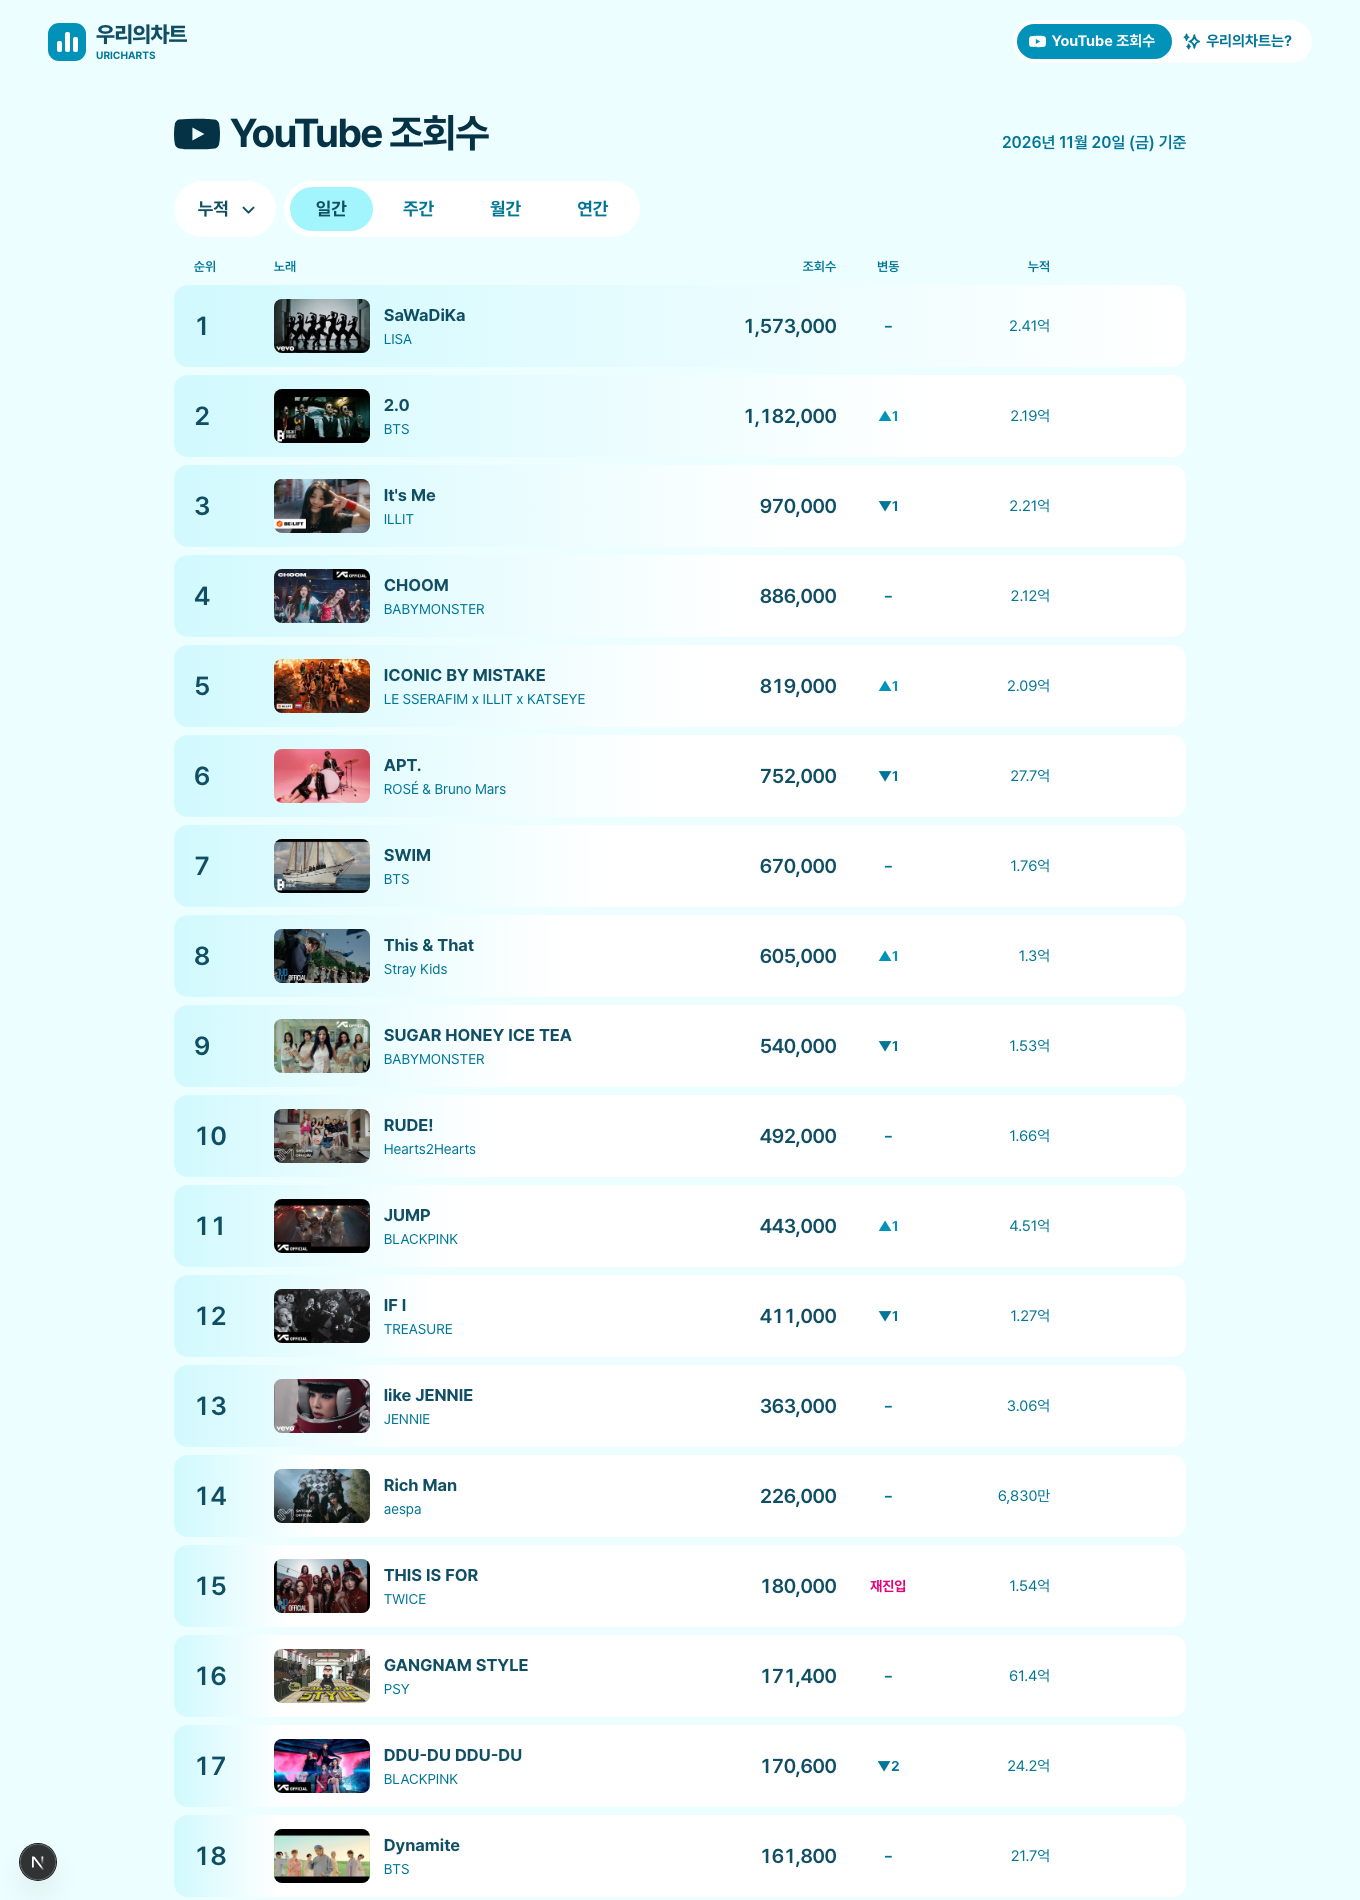 우리의차트
URICHARTS
YouTube 조회수
우리의차트는?
YouTube 조회수
2026년 11월 20일 (금) 기준
누적
일간 주간 월간 연간
순위 노래 조회수 변동 누적
1 SaWaDiKa 1,573,000 – 2.41억
LISA
2 2.0 1,182,000 ▲1 2.19억
BTS
3 It's Me 970,000 ▼1 2.21억
ILLIT
4 CHOOM 886,000 – 2.12억
BABYMONSTER
5 ICONIC BY MISTAKE 819,000 ▲1 2.09억
LE SSERAFIM x ILLIT x KATSEYE
6 APT. 752,000 ▼1 27.7억
ROSÉ & Bruno Mars
7 SWIM 670,000 – 1.76억
BTS
8 This & That 605,000 ▲1 1.3억
Stray Kids
9 SUGAR HONEY ICE TEA 540,000 ▼1 1.53억
BABYMONSTER
10 RUDE! 492,000 – 1.66억
Hearts2Hearts
11 JUMP 443,000 ▲1 4.51억
BLACKPINK
12 IF I 411,000 ▼1 1.27억
TREASURE
13 like JENNIE 363,000 – 3.06억
JENNIE
14 Rich Man 226,000 – 6,830만
aespa
15 THIS IS FOR 180,000 재진입 1.54억
TWICE
16 GANGNAM STYLE 171,400 – 61.4억
PSY
17 DDU-DU DDU-DU 170,600 ▼2 24.2억
BLACKPINK
18 Dynamite 161,800 – 21.7억
BTS